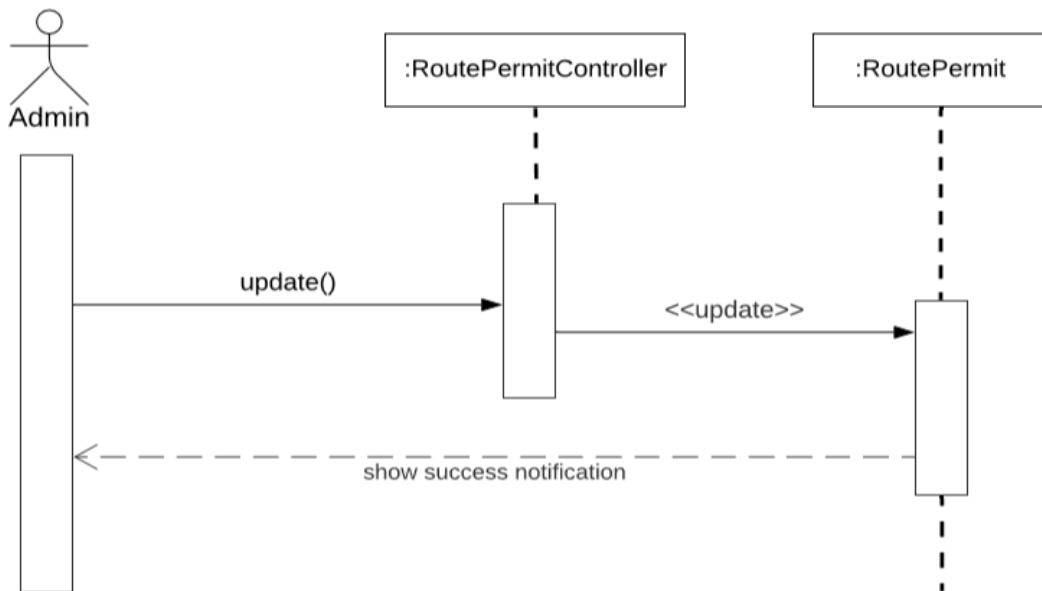 :RoutePermitController
:RoutePermit
Admin
update()
<<update>>
show success notification